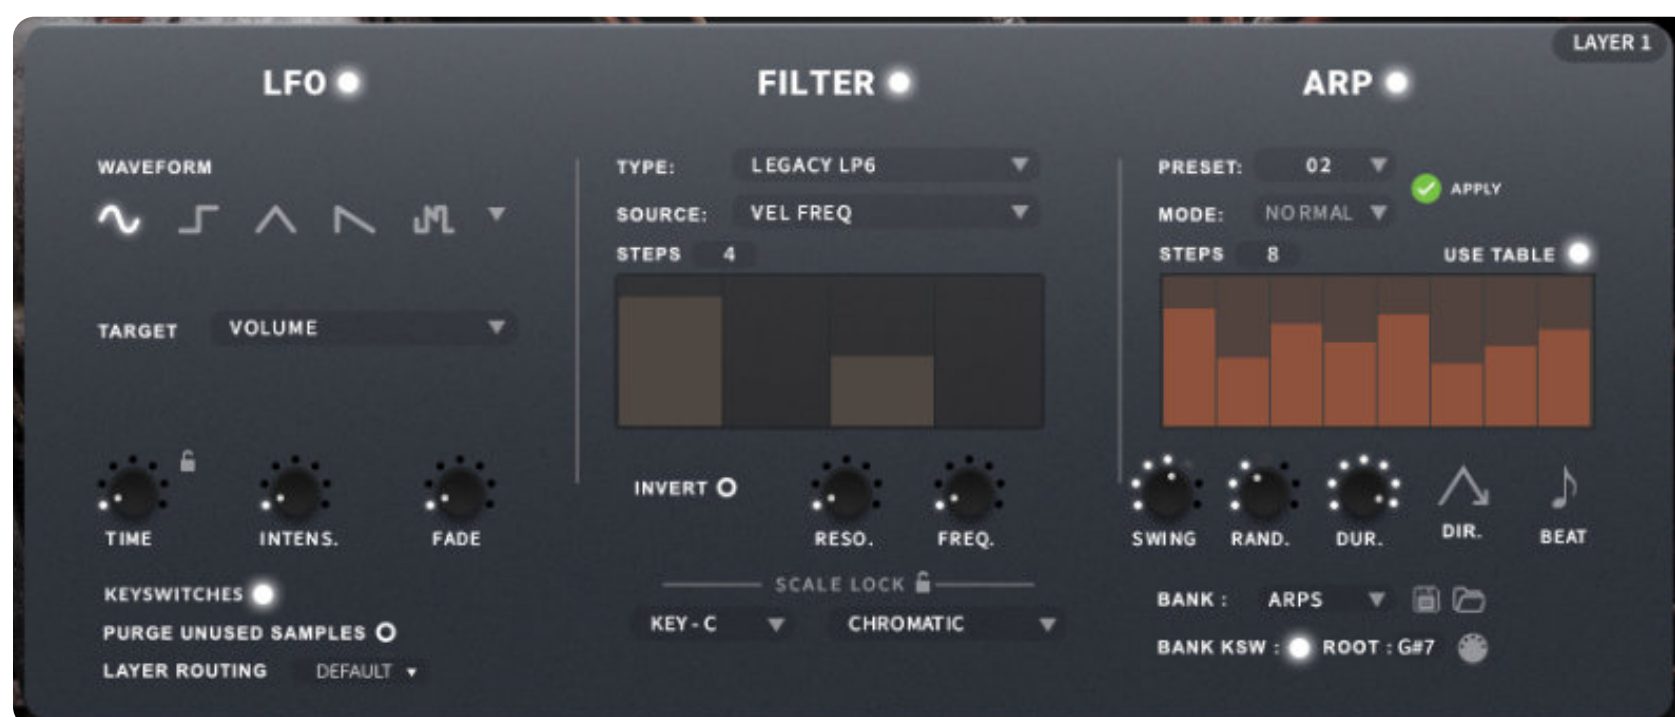 LAYER 1
LFO
WAVEFORM
TARGET VOLUME
TIME INTENS. FADE
KEYSWITCHES
PURGE UNUSED SAMPLES
LAYER ROUTING DEFAULT
FILTER
TYPE: LEGACY LP6
SOURCE: VEL FREQ
STEPS 4
INVERT
RESO. FREQ.
SCALE LOCK
KEY - C CHROMATIC
ARP
PRESET: 02
APPLY
MODE: NORMAL
STEPS 8 USE TABLE
SWING RAND. DUR. DIR. BEAT
BANK : ARPS
BANK KSW : ROOT : G#7